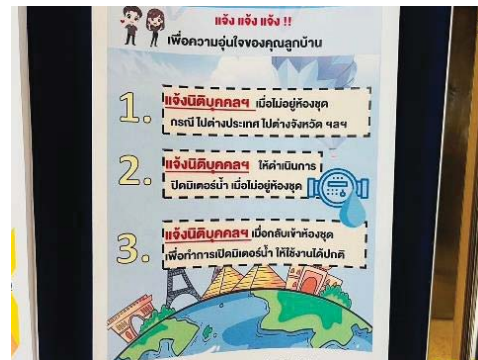 แจ้ง แจ้ง แจ้ง !!
เพื่อความอุ่นใจของคุณลูกบ้าน
1.
แจ้งนิติบุคคลฯ เมื่อไม่อยู่ห้องชุด
กรณี ไปต่างประเทศ ไปต่างจังหวัด ฯลฯ
2.
แจ้งนิติบุคคลฯ ให้ดำเนินการ
ปิดมิเตอร์น้ำ เมื่อไม่อยู่ห้องชุด
3.
แจ้งนิติบุคคลฯ เมื่อกลับเข้าห้องชุด
เพื่อทำการเปิดมิเตอร์น้ำ ให้ใช้งานได้ปกติ